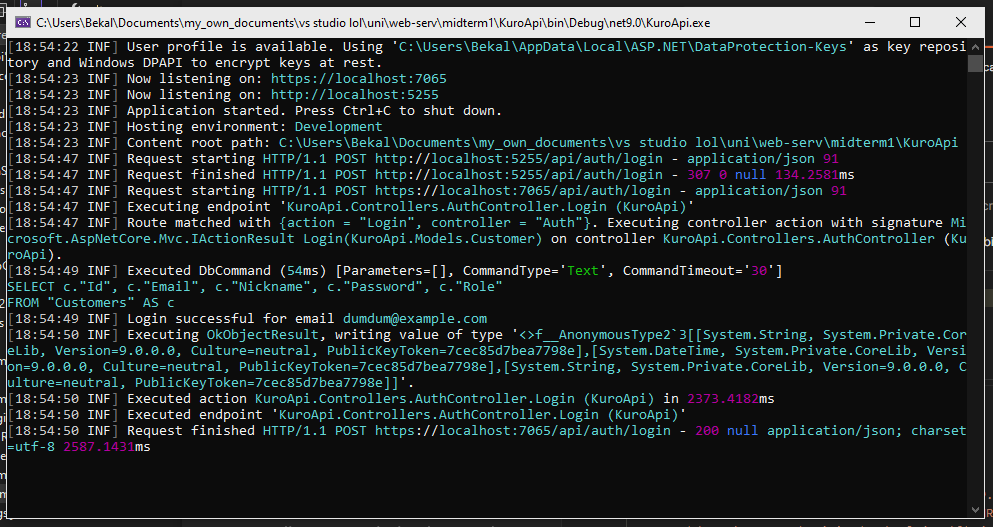 C:\Users\Bekal\Documents\my_own_documents\vs studio lol\uni\web-serv\midterm1\KuroApi\bin\Debug\net9.0\KuroApi.exe
[18:54:22 INF] User profile is available. Using 'C:\Users\Bekal\AppData\Local\ASP.NET\DataProtection-Keys' as key reposi
tory and Windows DPAPI to encrypt keys at rest.
[18:54:23 INF] Now listening on: https://localhost:7065
[18:54:23 INF] Now listening on: http://localhost:5255
[18:54:23 INF] Application started. Press Ctrl+C to shut down.
[18:54:23 INF] Hosting environment: Development
[18:54:23 INF] Content root path: C:\Users\Bekal\Documents\my_own_documents\vs studio lol\uni\web-serv\midterm1\KuroApi
[18:54:47 INF] Request starting HTTP/1.1 POST http://localhost:5255/api/auth/login - application/json 91
[18:54:47 INF] Request finished HTTP/1.1 POST http://localhost:5255/api/auth/login - 307 0 null 134.2581ms
[18:54:47 INF] Request starting HTTP/1.1 POST https://localhost:7065/api/auth/login - application/json 91
[18:54:47 INF] Executing endpoint 'KuroApi.Controllers.AuthController.Login (KuroApi)'
[18:54:47 INF] Route matched with {action = "Login", controller = "Auth"}. Executing controller action with signature Mi
crosoft.AspNetCore.Mvc.IActionResult Login(KuroApi.Models.Customer) on controller KuroApi.Controllers.AuthController (Ku
roApi).
[18:54:49 INF] Executed DbCommand (54ms) [Parameters=[], CommandType='Text', CommandTimeout='30']
SELECT c."Id", c."Email", c."Nickname", c."Password", c."Role"
FROM "Customers" AS c
[18:54:49 INF] Login successful for email dumdum@example.com
[18:54:50 INF] Executing OkObjectResult, writing value of type '<>f__AnonymousType2`3[[System.String, System.Private.Cor
eLib, Version=9.0.0.0, Culture=neutral, PublicKeyToken=7cec85d7bea7798e],[System.DateTime, System.Private.CoreLib, Versi
on=9.0.0.0, Culture=neutral, PublicKeyToken=7cec85d7bea7798e],[System.String, System.Private.CoreLib, Version=9.0.0.0, C
ulture=neutral, PublicKeyToken=7cec85d7bea7798e]]'.
[18:54:50 INF] Executed action KuroApi.Controllers.AuthController.Login (KuroApi) in 2373.4182ms
[18:54:50 INF] Executed endpoint 'KuroApi.Controllers.AuthController.Login (KuroApi)'
[18:54:50 INF] Request finished HTTP/1.1 POST https://localhost:7065/api/auth/login - 200 null application/json; charset
=utf-8 2587.1431ms